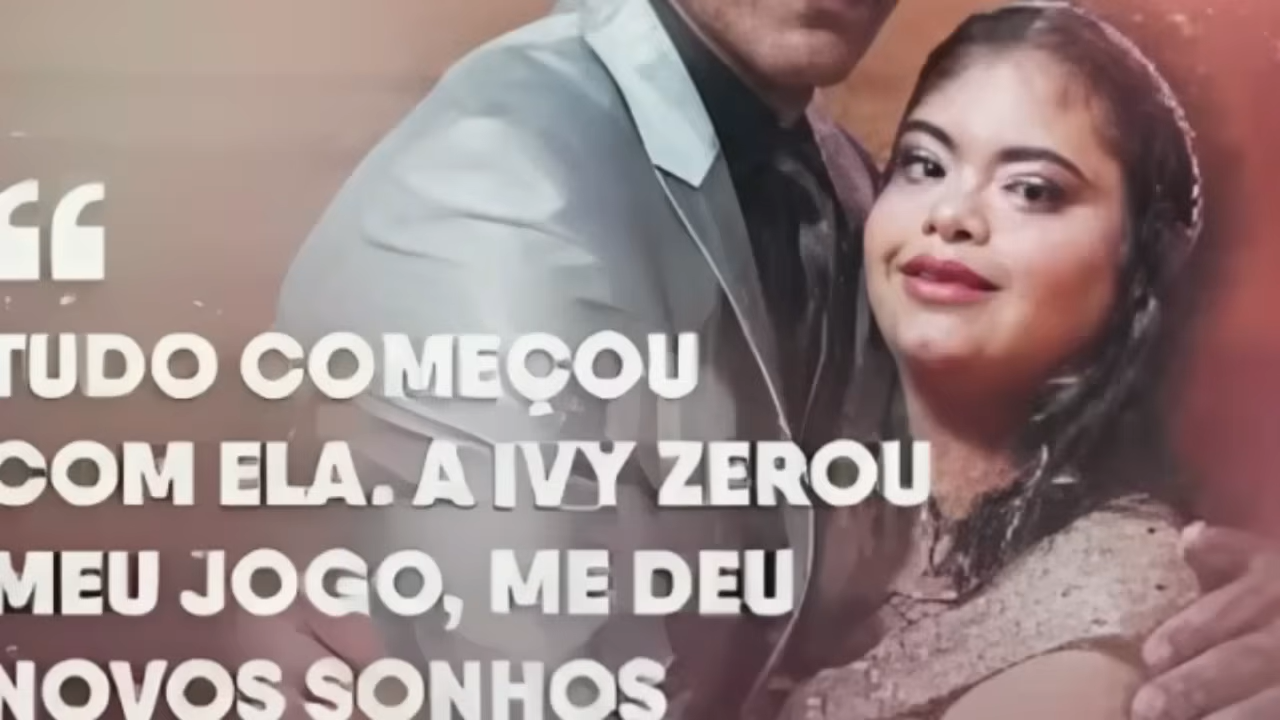 “
TUDO COMEÇOU
COM ELA. A IVY ZEROU
MEU JOGO, ME DEU
NOVOS SONHOS